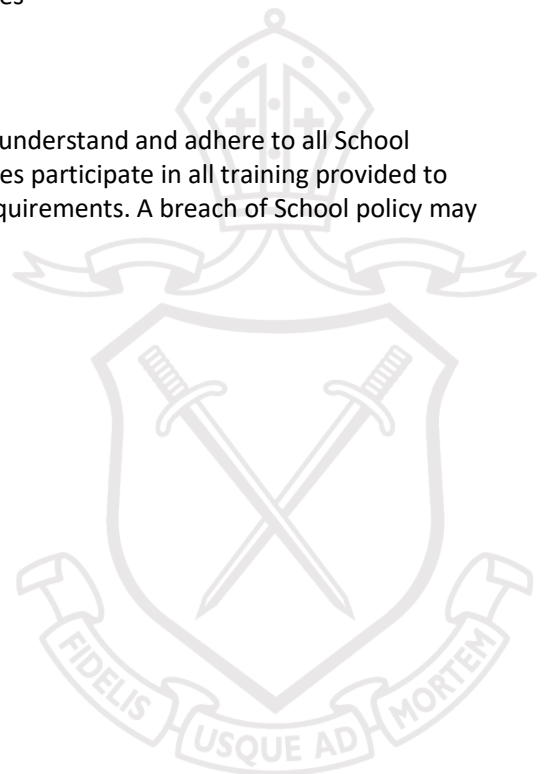 es
understand and adhere to all School
es participate in all training provided to
quirements. A breach of School policy may
FIDELIS USQUE AD MORTEM